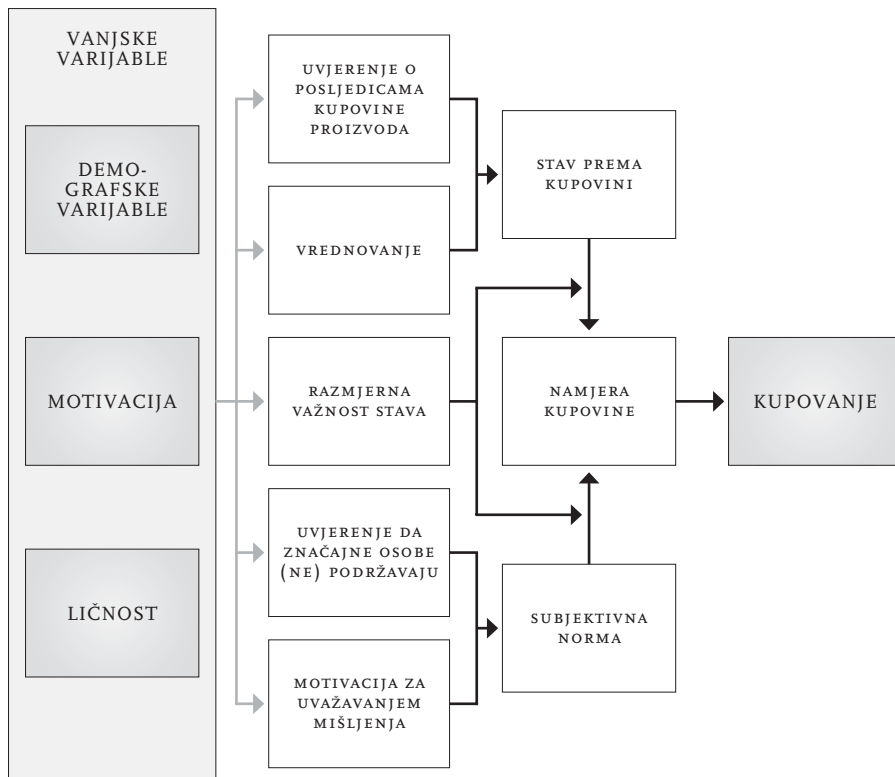 VANJSKE
VARIJABLE
DEMO-
GRAFSKE
VARIJABLE
MOTIVACIJA
LIČNOST
UVJERENJE O
POSLJEDICAMA
KUPOVINE
PROIZVODA
VREDNOVANJE
RAZMJERNA
VAŽNOST STAVA
UVJERENJE DA
ZNAČAJNE OSOBE
(NE) PODRŽAVAJU
MOTIVACIJA ZA
UVAŽAVANJEM
MIŠLJENJA
STAV PREMA
KUPOVINI
NAMJERA
KUPOVINE
SUBJEKTIVNA
NORMA
KUPOVANJE